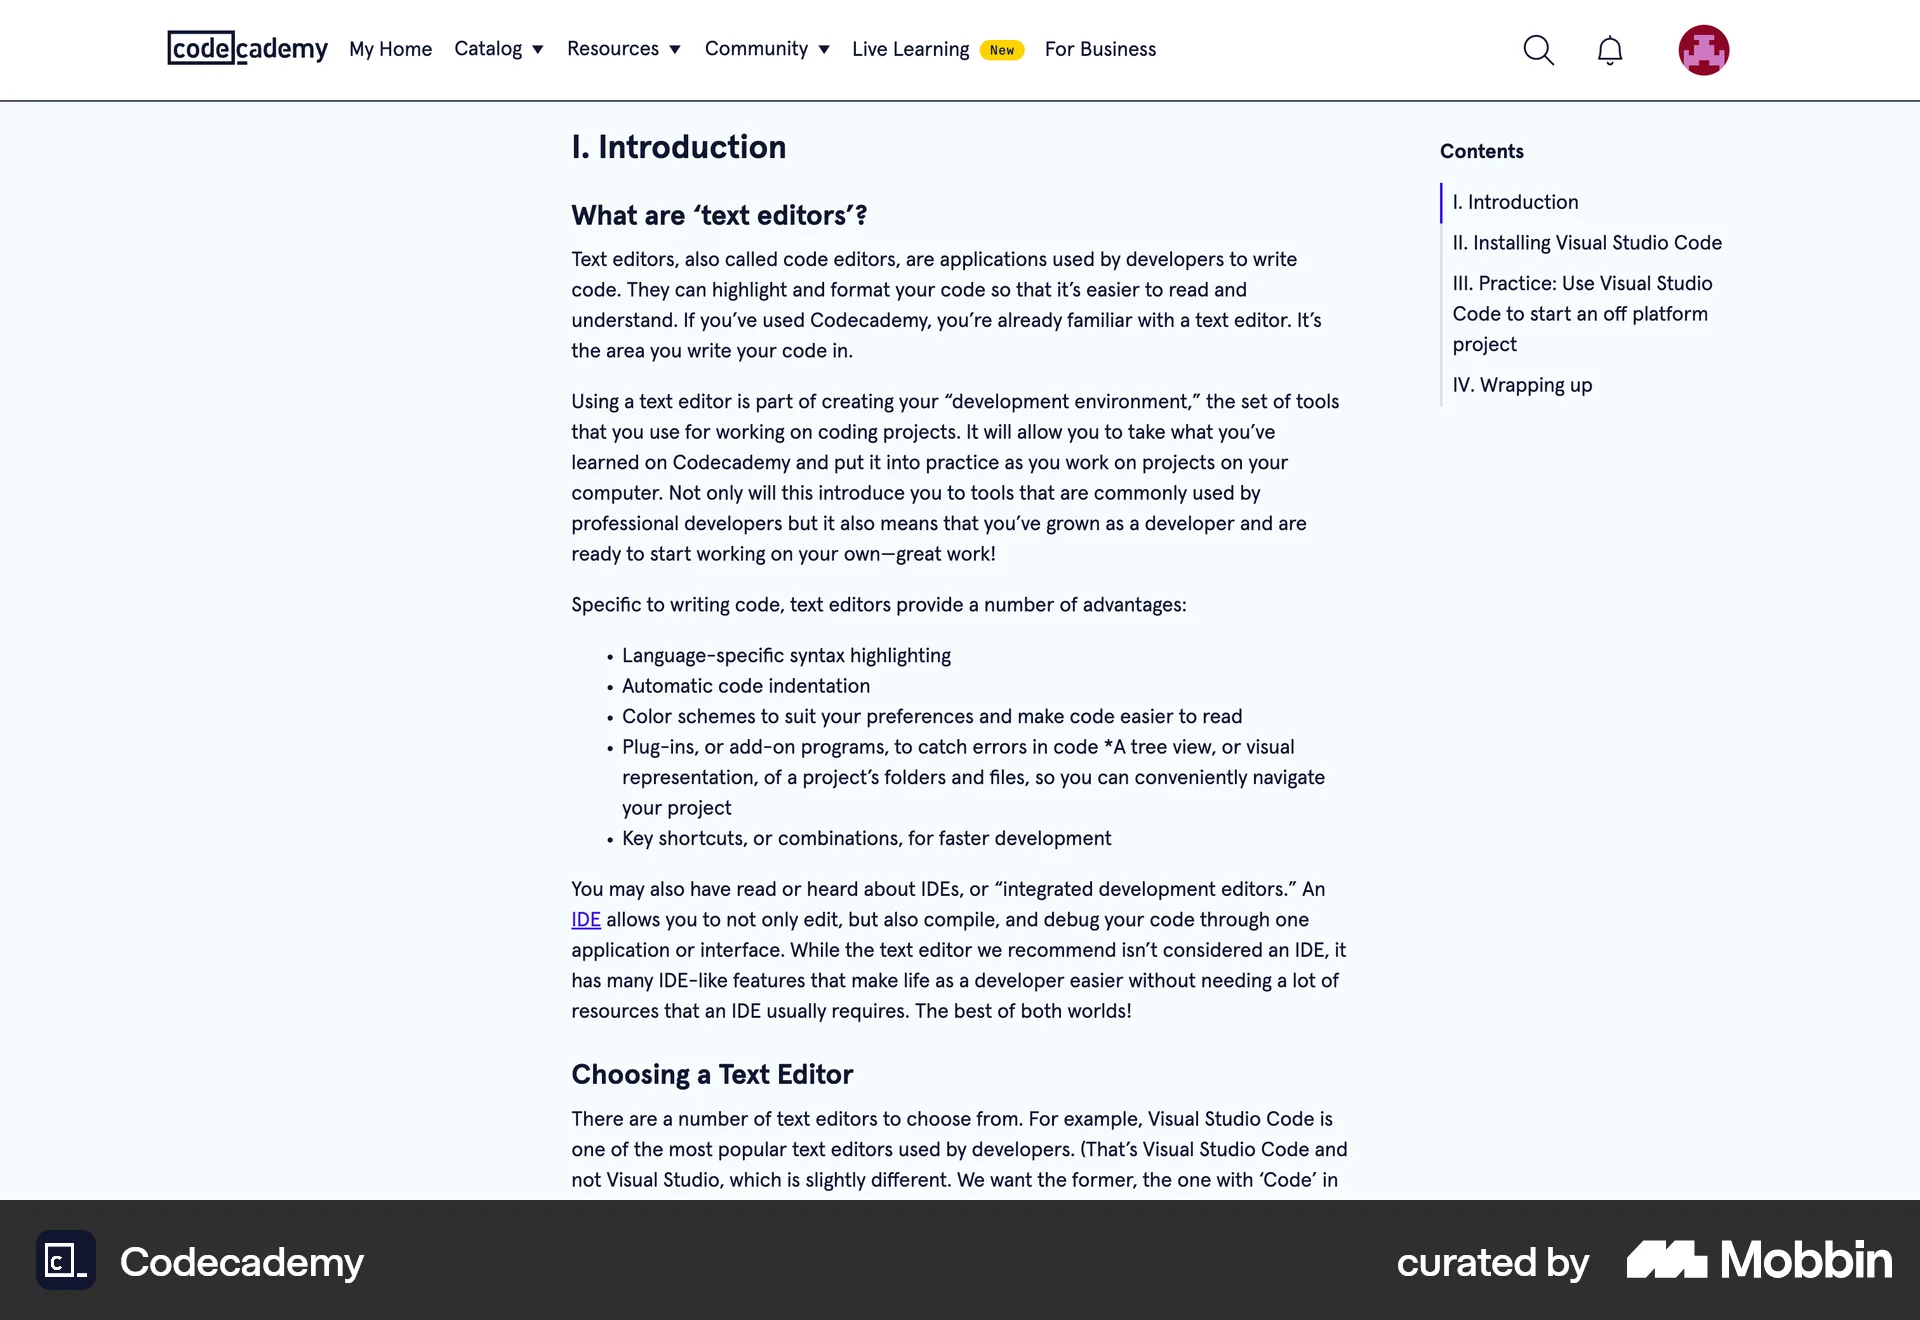 codecademy My Home Catalog Resources Community Live Learning New For Business
I. Introduction
What are ‘text editors’?
Text editors, also called code editors, are applications used by developers to write
code. They can highlight and format your code so that it’s easier to read and
understand. If you’ve used Codecademy, you’re already familiar with a text editor. It’s
the area you write your code in.
Using a text editor is part of creating your “development environment,” the set of tools
that you use for working on coding projects. It will allow you to take what you’ve
learned on Codecademy and put it into practice as you work on projects on your
computer. Not only will this introduce you to tools that are commonly used by
professional developers but it also means that you’ve grown as a developer and are
ready to start working on your own—great work!
Specific to writing code, text editors provide a number of advantages:
• Language-specific syntax highlighting
• Automatic code indentation
• Color schemes to suit your preferences and make code easier to read
• Plug-ins, or add-on programs, to catch errors in code *A tree view, or visual
representation, of a project’s folders and files, so you can conveniently navigate
your project
• Key shortcuts, or combinations, for faster development
You may also have read or heard about IDEs, or “integrated development editors.” An
IDE allows you to not only edit, but also compile, and debug your code through one
application or interface. While the text editor we recommend isn’t considered an IDE, it
has many IDE-like features that make life as a developer easier without needing a lot of
resources that an IDE usually requires. The best of both worlds!
Choosing a Text Editor
There are a number of text editors to choose from. For example, Visual Studio Code is
one of the most popular text editors used by developers. (That’s Visual Studio Code and
not Visual Studio, which is slightly different. We want the former, the one with ‘Code’ in
Contents
I. Introduction
II. Installing Visual Studio Code
III. Practice: Use Visual Studio
Code to start an off platform
project
IV. Wrapping up
c_ Codecademy
curated by Mobbin